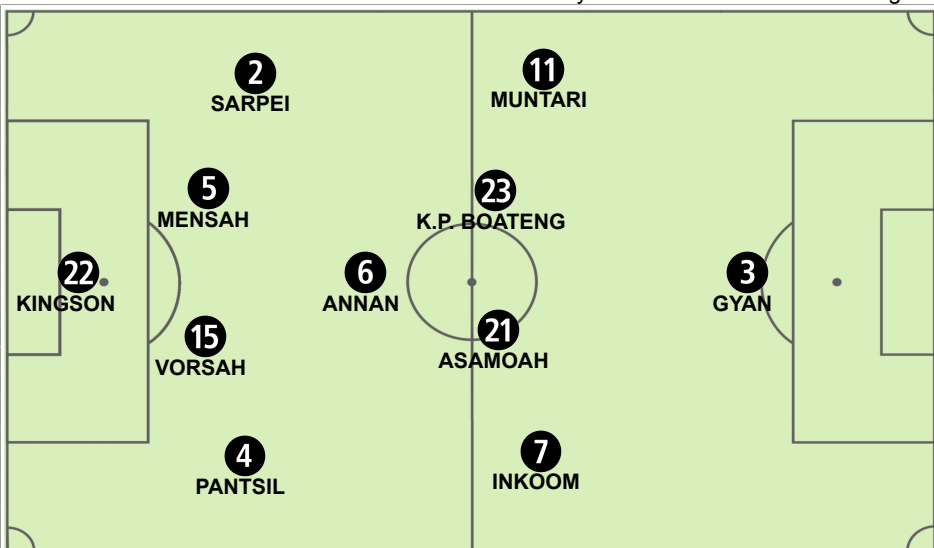 2
SARPEI
11
MUNTARI
5
MENSAH
23
K.P. BOATENG
22
KINGSON
6
ANNAN
3
GYAN
15
VORSAH
21
ASAMOAH
4
PANTSIL
7
INKOOM